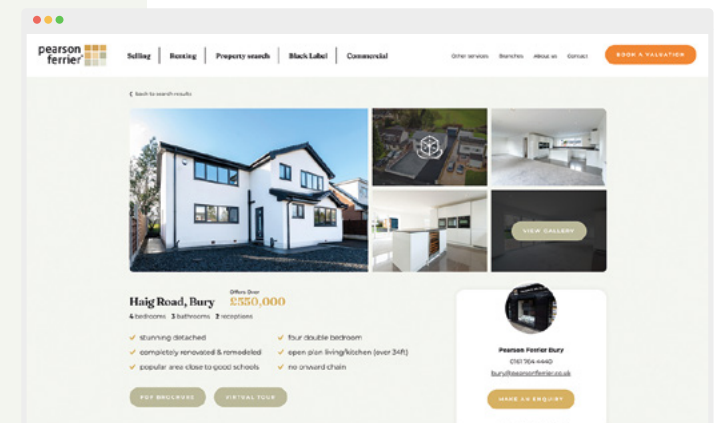 pearson
ferrier
Selling
Renting
Property search
Black Label
Commercial
Other services
Branches
About us
Contact
BOOK A VALUATION
back to search results
VIEW GALLERY
Offers Over
Haig Road, Bury £550,000
4 bedrooms 3 bathrooms 2 receptions
stunning detached
four double bedroom
completely renovated & remodeled
open plan living/kitchen (over 34ft)
popular area close to good schools
no onward chain
PDF BROCHURE
VIRTUAL TOUR
Pearson Ferrier Bury
0161 764 4440
bury@pearsonferrier.co.uk
MAKE AN ENQUIRY